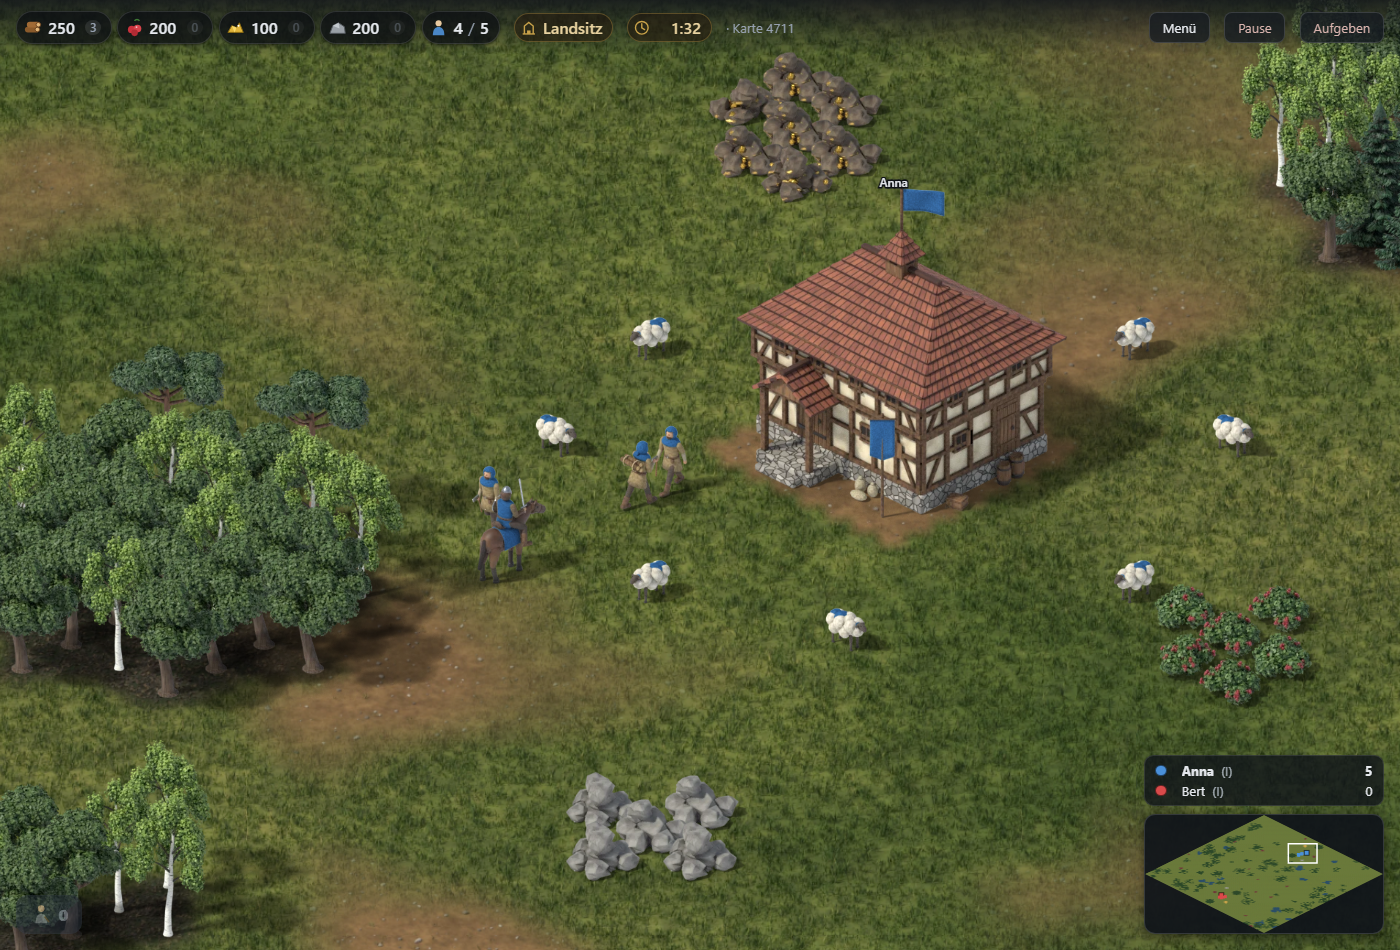 250 3 200 0 100 0 200 0 4 / 5 Landsitz 1:32 · Karte 4711 Menü Pause Aufgeben
Anna
Anna (I) 5
Bert (I) 0
0